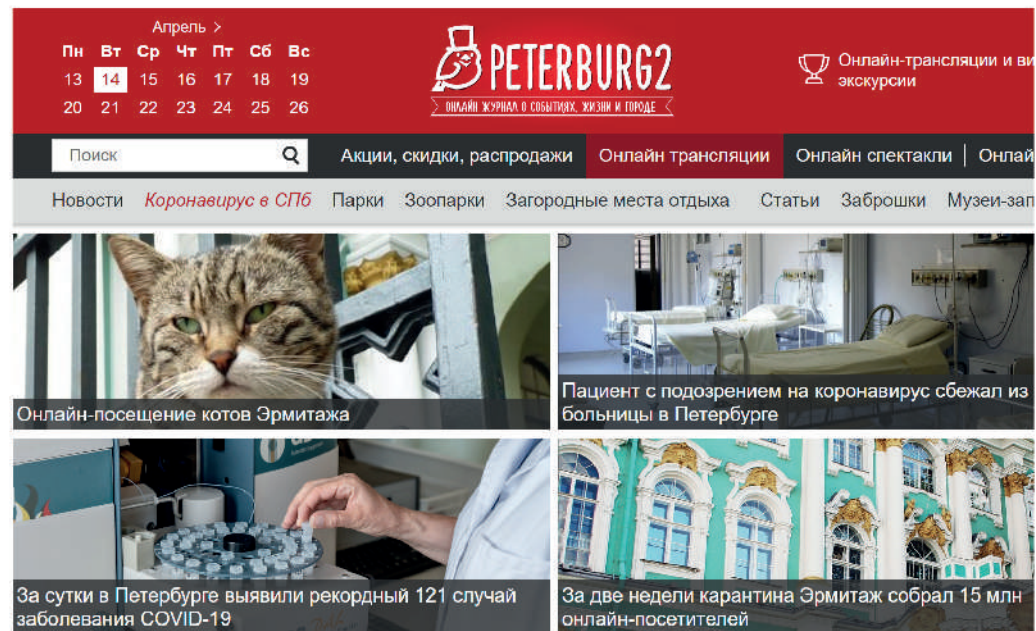 Апрель >
Пн Вт Ср Чт Пт Сб Вс
13 14 15 16 17 18 19
20 21 22 23 24 25 26
PETERBURG2
ОНЛАЙН ЖУРНАЛ О СОБЫТИЯХ, ЖИЗНИ И ГОРОДЕ
Онлайн-трансляции и ви
экскурсии
Поиск
Акции, скидки, распродажи Онлайн трансляции Онлайн спектакли | Онлай
Новости Коронавирус в СПб Парки Зоопарки Загородные места отдыха Статьи Заброшки Музеи-зап
Онлайн-посещение котов Эрмитажа
Пациент с подозрением на коронавирус сбежал из
больницы в Петербурге
За сутки в Петербурге выявили рекордный 121 случай
заболевания COVID-19
За две недели карантина Эрмитаж собрал 15 млн
онлайн-посетителей